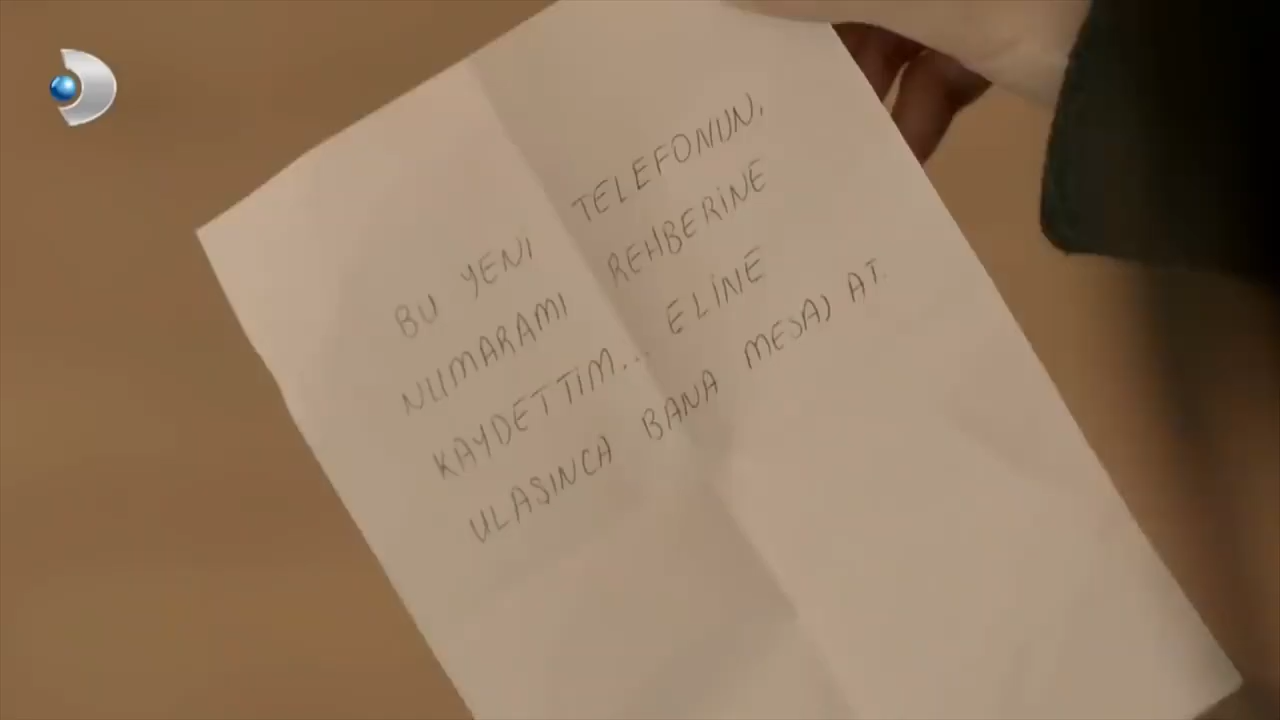 BU YENİ TELEFONUN,
NUMARAMI REHBERİNE
KAYDETTİM... ELİNE
ULAŞINCA BANA MESAJ AT.